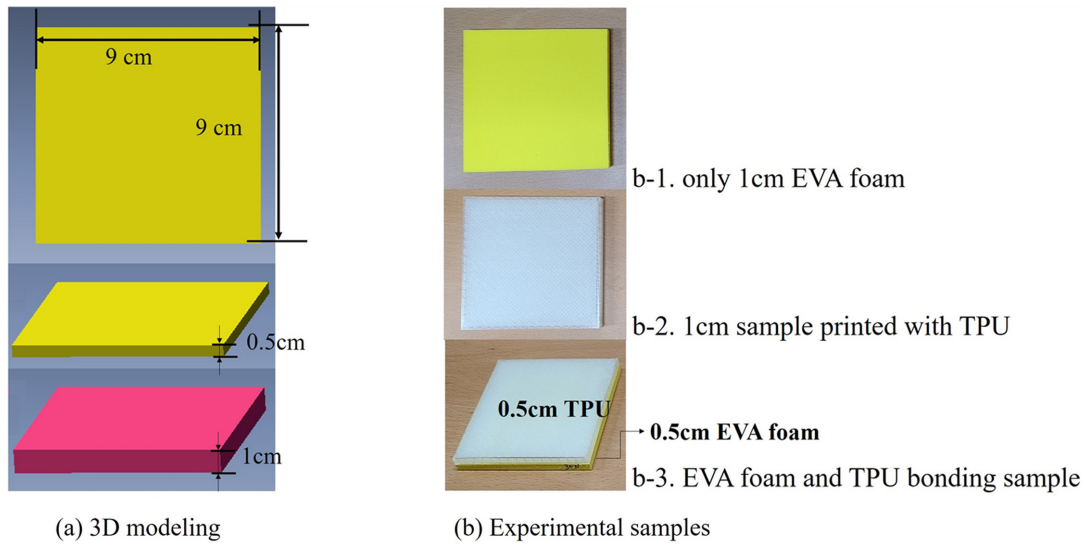 9 cm
9 cm
0.5cm
1cm
(a) 3D modeling
b-1. only 1cm EVA foam
b-2. 1cm sample printed with TPU
0.5cm TPU
0.5cm EVA foam
b-3. EVA foam and TPU bonding sample
(b) Experimental samples